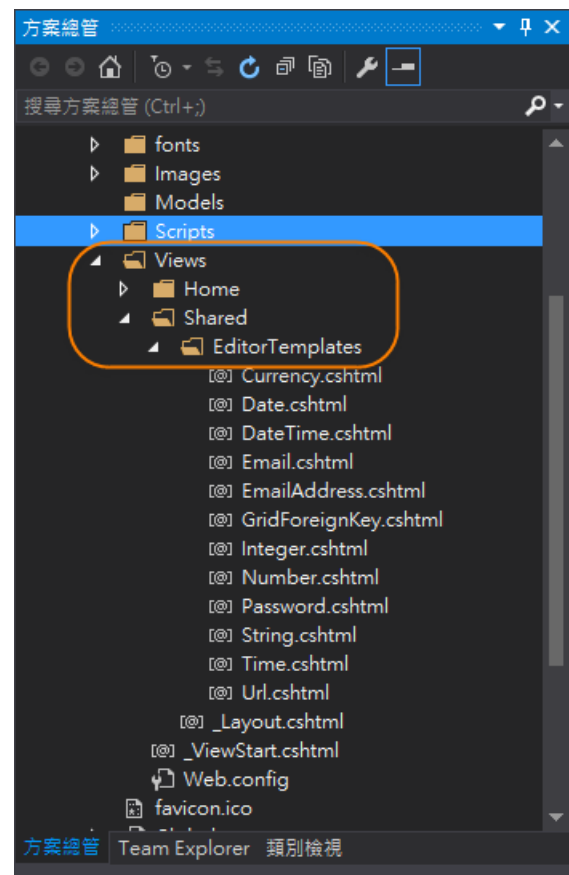 方案總管
搜尋方案總管 (Ctrl+;)
fonts
Images
Models
Scripts
Views
Home
Shared
EditorTemplates
Currency.cshtml
Date.cshtml
DateTime.cshtml
Email.cshtml
EmailAddress.cshtml
GridForeignKey.cshtml
Integer.cshtml
Number.cshtml
Password.cshtml
String.cshtml
Time.cshtml
Url.cshtml
_Layout.cshtml
_ViewStart.cshtml
Web.config
favicon.ico
方案總管 Team Explorer 類別檢視